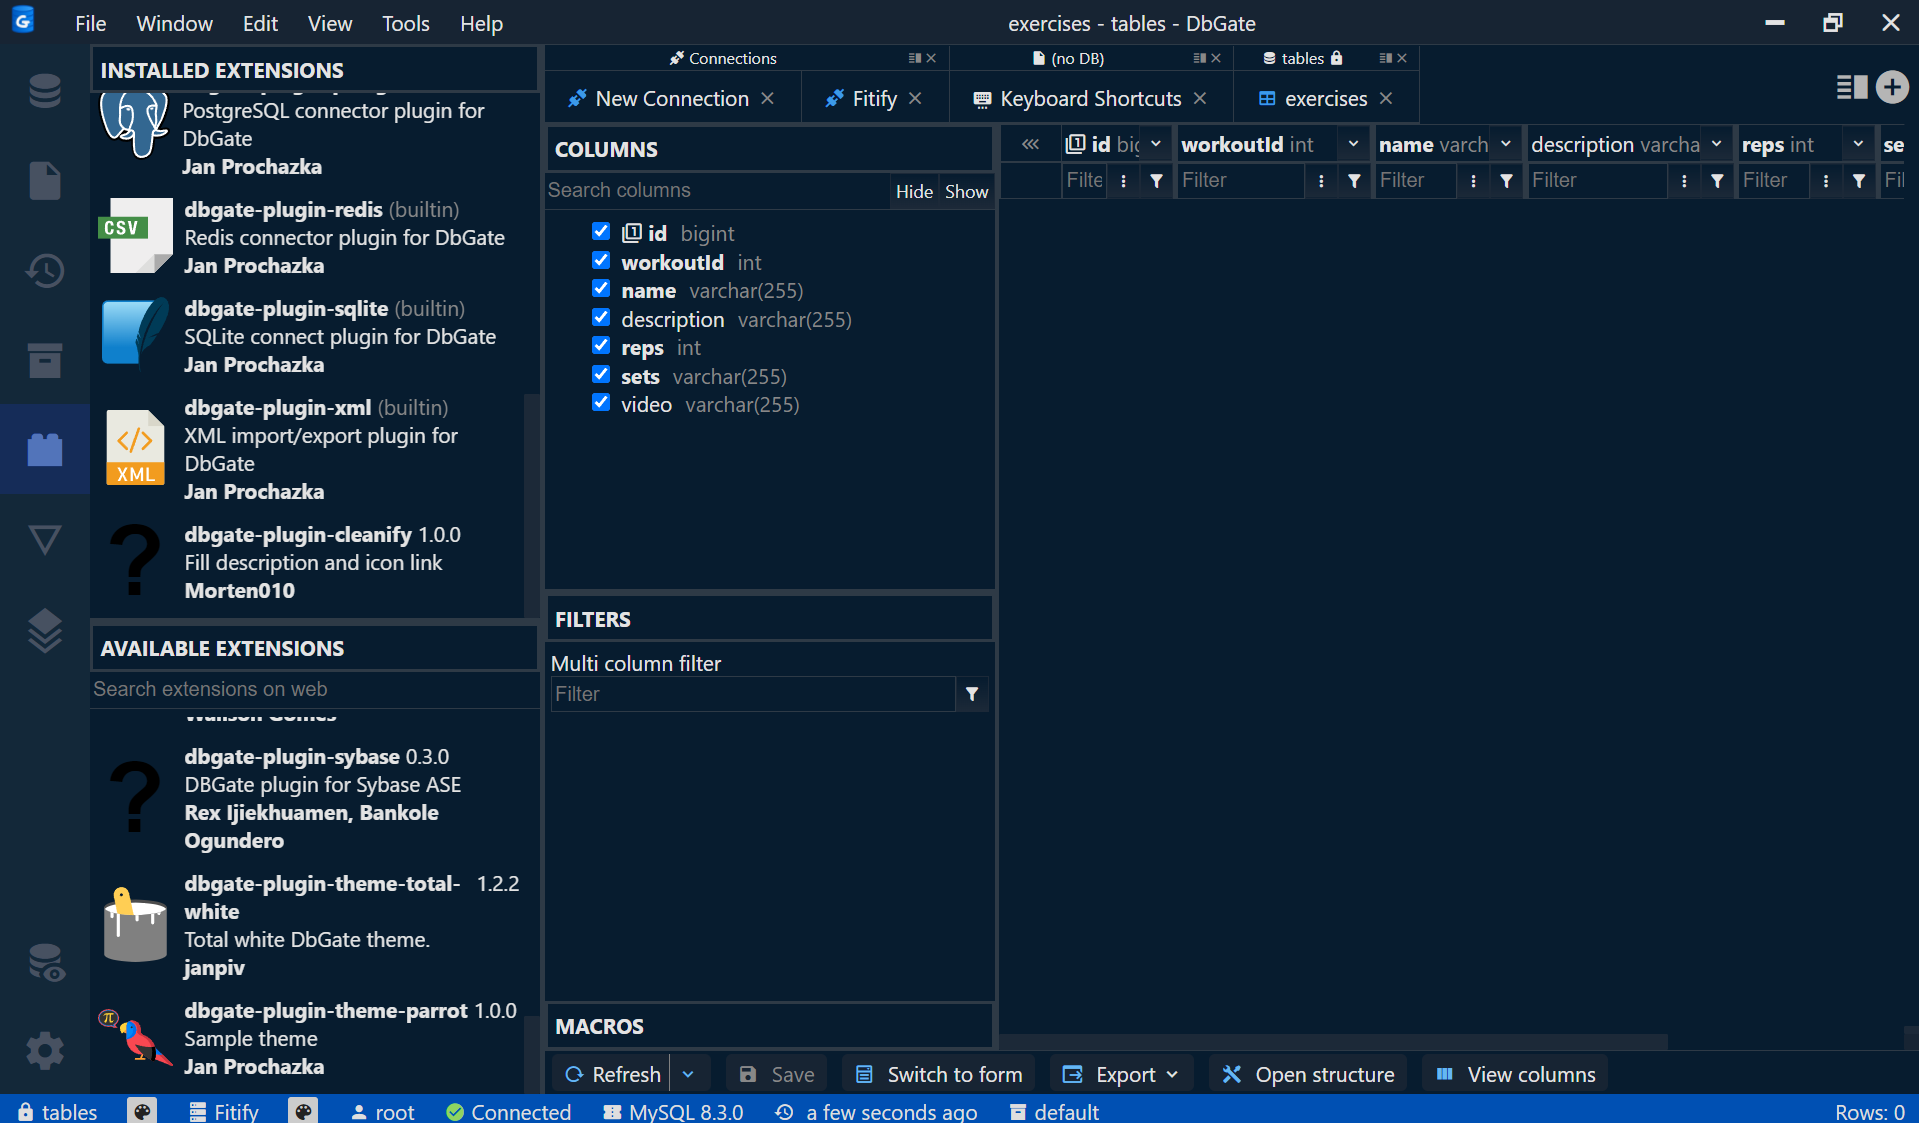 File Window Edit View Tools Help
exercises - tables - DbGate
INSTALLED EXTENSIONS
PostgreSQL connector plugin for
DbGate
Jan Prochazka
CSV
dbgate-plugin-redis (builtin)
Redis connector plugin for DbGate
Jan Prochazka
dbgate-plugin-sqlite (builtin)
SQLite connect plugin for DbGate
Jan Prochazka
XML
dbgate-plugin-xml (builtin)
XML import/export plugin for
DbGate
Jan Prochazka
dbgate-plugin-cleanify 1.0.0
Fill description and icon link
Morten010
AVAILABLE EXTENSIONS
Search extensions on web
dbgate-plugin-sybase 0.3.0
DBGate plugin for Sybase ASE
Rex Ijiekhuamen, Bankole
Ogundero
dbgate-plugin-theme-total- 1.2.2
white
Total white DbGate theme.
janpiv
dbgate-plugin-theme-parrot 1.0.0
Sample theme
Jan Prochazka
Connections
(no DB)
tables
New Connection
Fitify
Keyboard Shortcuts
exercises
COLUMNS
Search columns
Hide Show
id bigint
workoutId int
name varchar(255)
description varchar(255)
reps int
sets varchar(255)
video varchar(255)
FILTERS
Multi column filter
Filter
MACROS
id big workoutId int name varch description varcha reps int se
Filte Filter Filter Filter Filter Fil
Refresh Save Switch to form Export Open structure View columns
tables Fitify root Connected MySQL 8.3.0 a few seconds ago default Rows: 0